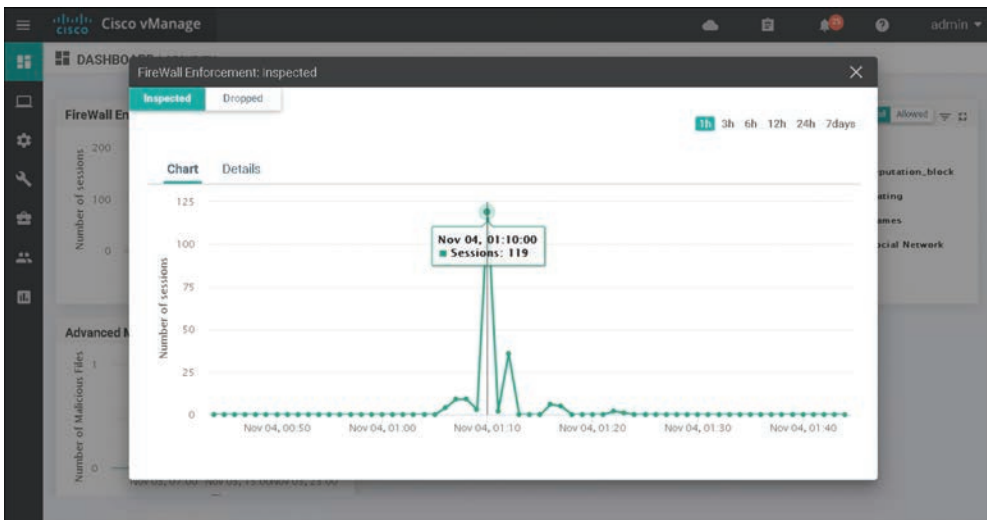 cisco Cisco vManage
25
admin
DASHBO
FireWall Enforcement: Inspected
Inspected Dropped
1h 3h 6h 12h 24h 7days
Chart Details
Number of sessions
125
100
75
50
25
0
Nov 04, 01:10:00
Sessions: 119
Nov 04, 00:50 Nov 04, 01:00 Nov 04, 01:10 Nov 04, 01:20 Nov 04, 01:30 Nov 04, 01:40
FireWall En
Number of sessions
200
100
0
Allowed
putation_block
ating
ames
ocial Network
Advanced M
Number of Malicious Files
1
0